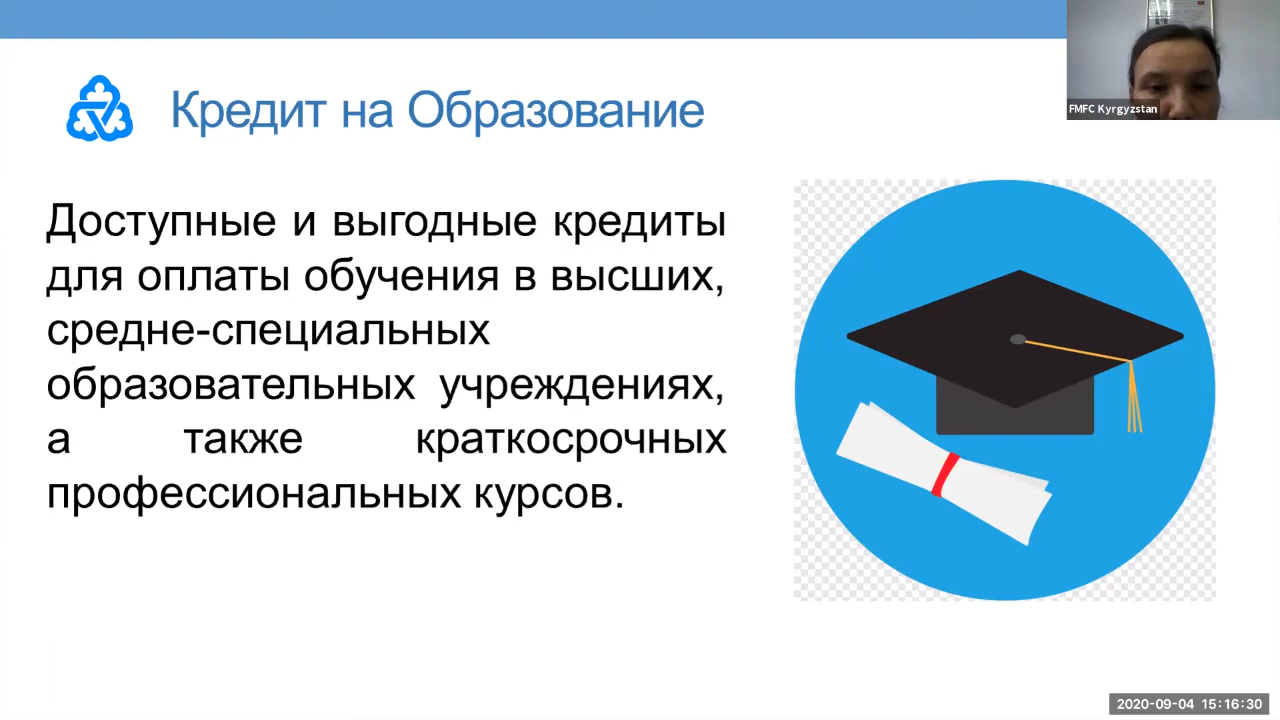 Кредит на Образование
FMFC Kyrgyzstan
Доступные и выгодные кредиты
для оплаты обучения в высших,
средне-специальных
образовательных учреждениях,
а также краткосрочных
профессиональных курсов.
2020-09-04 15:16:30